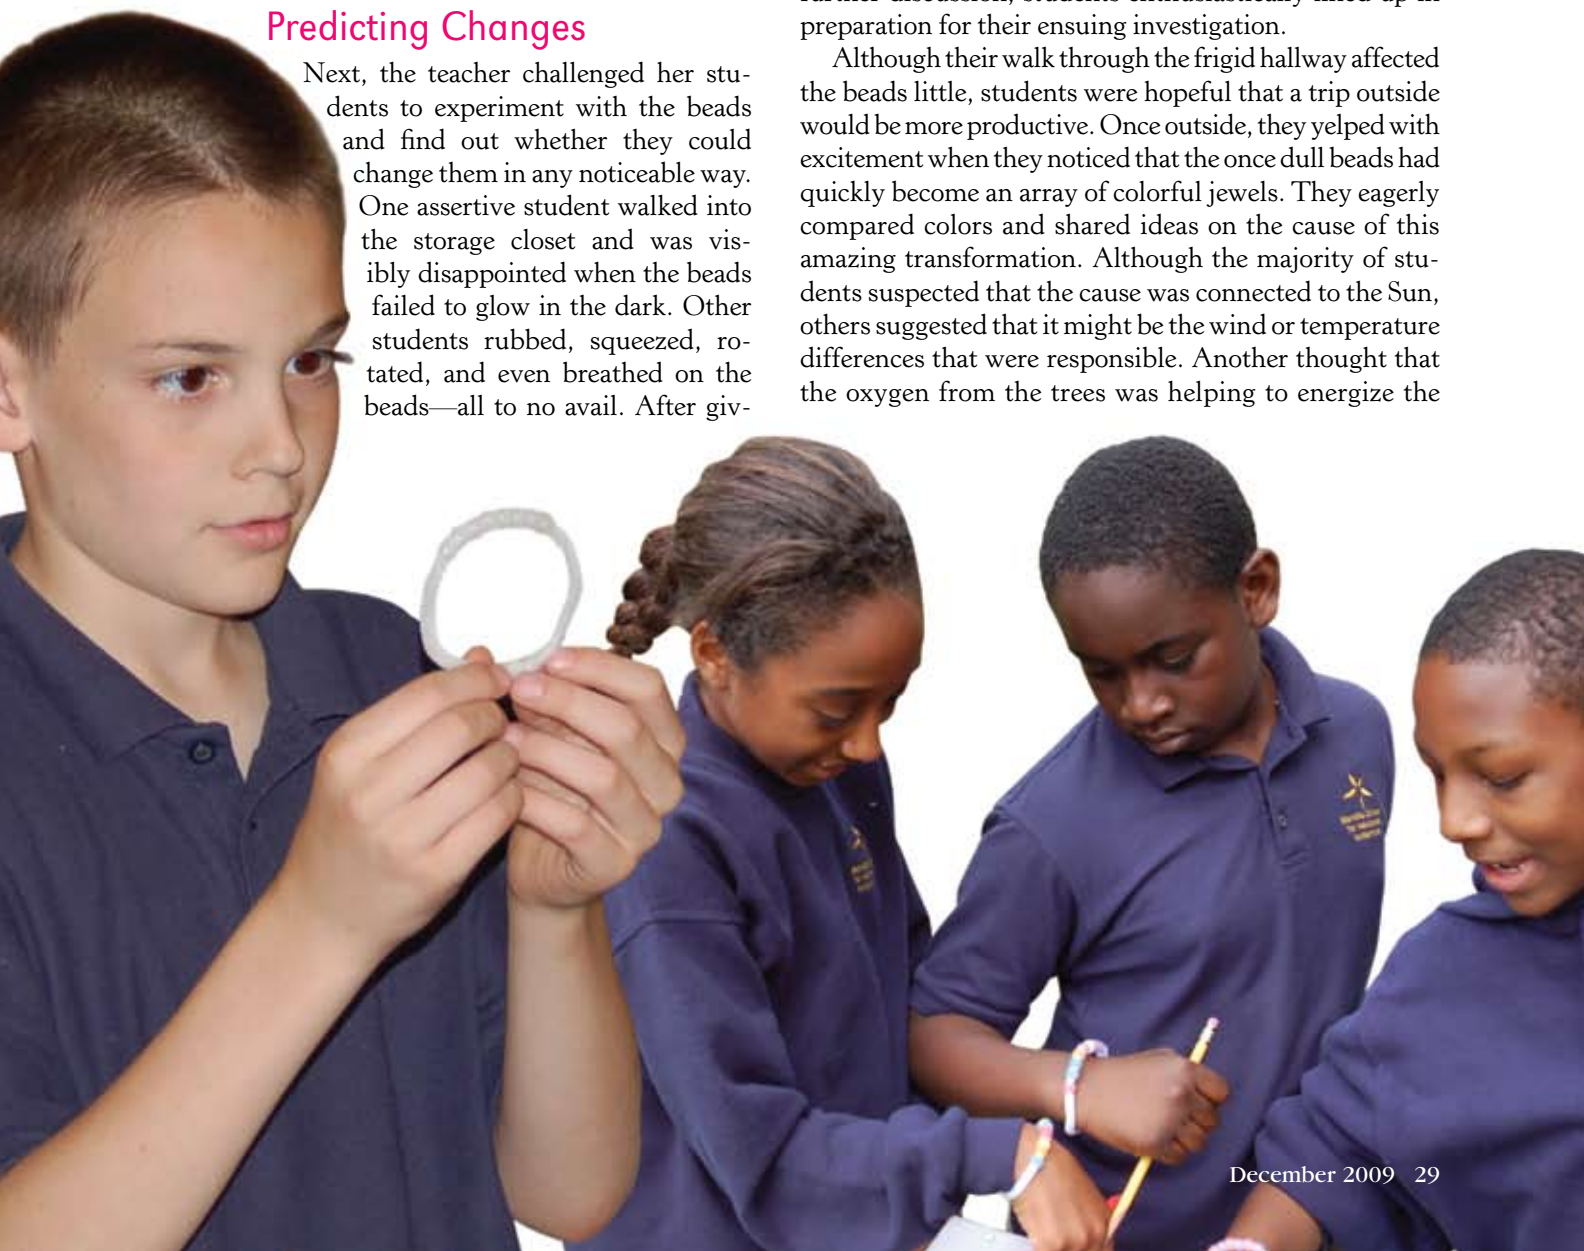 Predicting Changes
Next, the teacher challenged her stu-
dents to experiment with the beads
and find out whether they could
change them in any noticeable way.
One assertive student walked into
the storage closet and was vis-
ibly disappointed when the beads
failed to glow in the dark. Other
students rubbed, squeezed, ro-
tated, and even breathed on the
beads—all to no avail. After giv-
preparation for their ensuing investigation.
Although their walk through the frigid hallway affected
the beads little, students were hopeful that a trip outside
would be more productive. Once outside, they yelped with
excitement when they noticed that the once dull beads had
quickly become an array of colorful jewels. They eagerly
compared colors and shared ideas on the cause of this
amazing transformation. Although the majority of stu-
dents suspected that the cause was connected to the Sun,
others suggested that it might be the wind or temperature
differences that were responsible. Another thought that
the oxygen from the trees was helping to energize the
December 2009 29